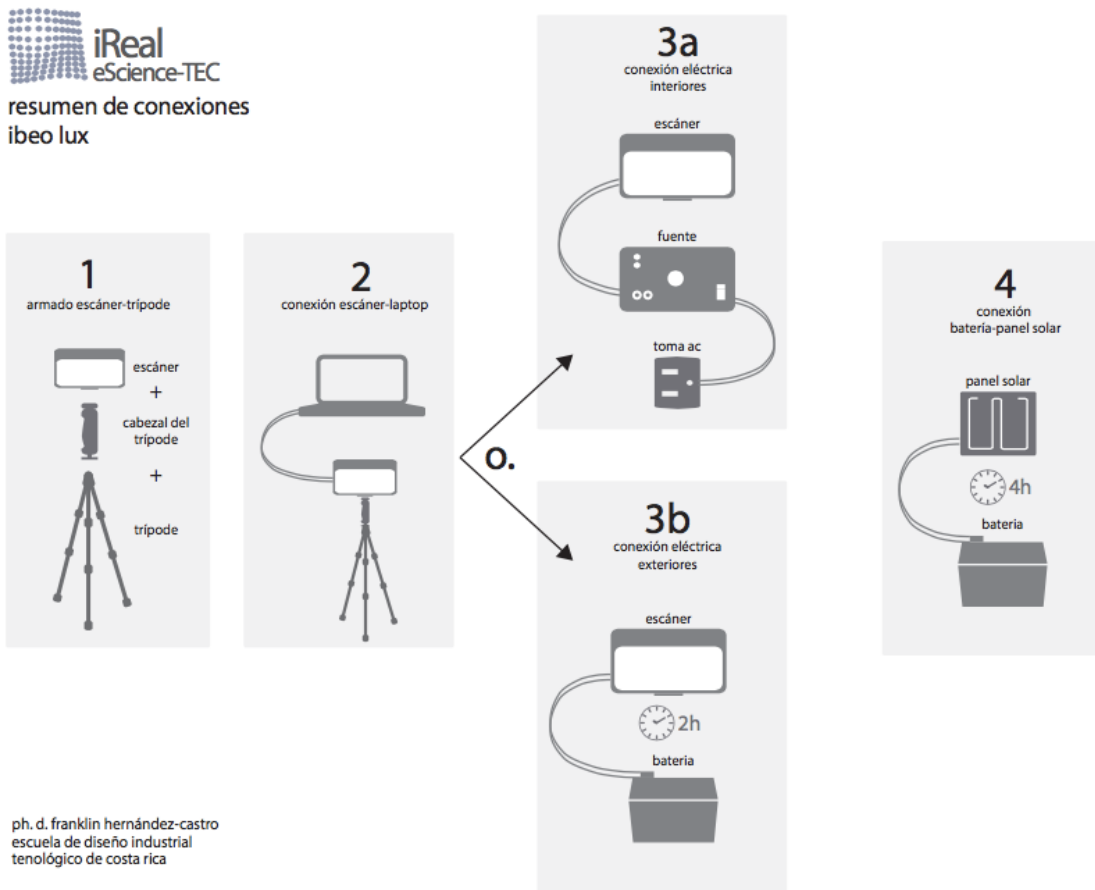 iReal
eScience-TEC
resumen de conexiones
ibeo lux
1
armado escáner-trípode
escáner
+
cabezal del
trípode
+
trípode
2
conexión escáner-laptop
o.
3a
conexión eléctrica
interiores
escáner
fuente
toma ac
3b
conexión eléctrica
exteriores
escáner
2h
bateria
4
conexión
batería-panel solar
panel solar
4h
bateria
ph. d. franklin hernández-castro
escuela de diseño industrial
tenológico de costa rica